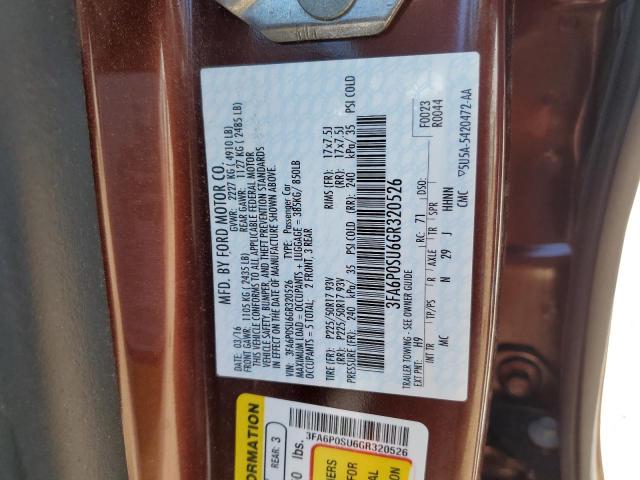 MFD. BY FORD MOTOR CO.
DATE: 03/16 GVWR: 2227 KG ( 4910 LB)
FRONT GAWR: 1105 KG ( 2435 LB) REAR GAWR: 1127 KG ( 2485 LB)
THIS VEHICLE CONFORMS TO ALL APPLICABLE FEDERAL MOTOR
VEHICLE SAFETY, BUMPER, AND THEFT PREVENTION STANDARDS
IN EFFECT ON THE DATE OF MANUFACTURE SHOWN ABOVE.
VIN: 3FA6P0SU6GR320526 TYPE: Passenger Car
MAXIMUM LOAD = OCCUPANTS + LUGGAGE = 385KG/ 850LB
OCCUPANTS = 5 TOTAL: 2 FRONT, 3 REAR
TIRE (FR): P225/50R17 93V RIMS (FR): 17x7.5J
(RR): P225/50R17 93V (RR): 17x7.5J
PRESSURE (FR): 240 kPa/ 35 PSI COLD (RR): 240 kPa/ 35 PSI COLD
3FA6P0SU6GR320526
TRAILER TOWING - SEE OWNER GUIDE
F0023
R0044
EXT PNT: H9 RC: 71 DSO:
INT TR TP/PS R AXLE TR SPR
MC N 29 J HHNN
CMC ▽5U5A-5420472-AA
FORMATION
REAR: 3
lbs.
3FA6P0SU6GR320526